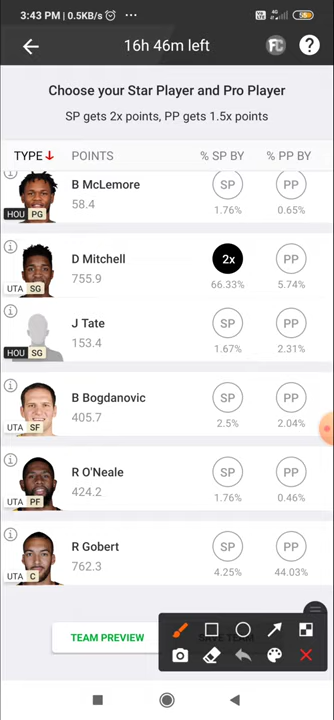 3:43 PM | 0.5KB/s
4G
58
16h 46m left
FC
?
Choose your Star Player and Pro Player
SP gets 2x points, PP gets 1.5x points
TYPE POINTS % SP BY % PP BY
B McLemore SP PP
58.4
HOU PG 1.76% 0.65%
D Mitchell 2x PP
755.9
UTA SG 66.33% 5.74%
J Tate SP PP
153.4
HOU SG 1.67% 2.31%
B Bogdanovic SP PP
405.7
UTA SF 2.5% 2.04%
R O'Neale SP PP
424.2
UTA PF 1.76% 0.46%
R Gobert SP PP
762.3
UTA C 4.25% 44.03%
TEAM PREVIEW SAVE TEAM